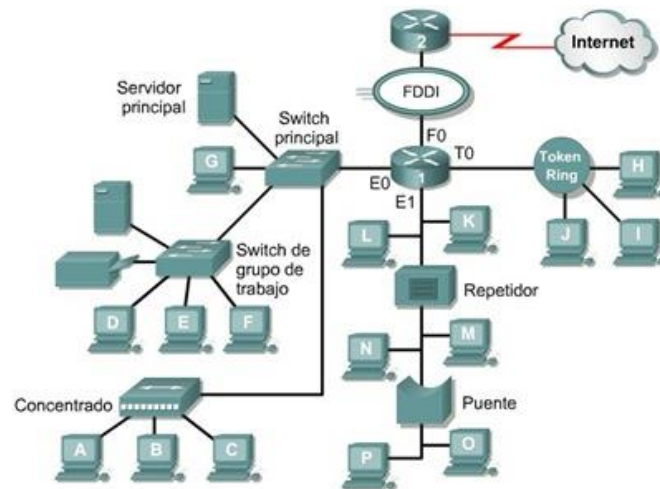 2
Internet
FDDI
Servidor
principal
Switch
principal
F0
T0
G
E0
1
E1
Token
Ring
H
L
K
J
I
Switch de
grupo de
trabajo
Repetidor
D
E
F
N
M
Concentrado
Puente
A
B
C
P
O